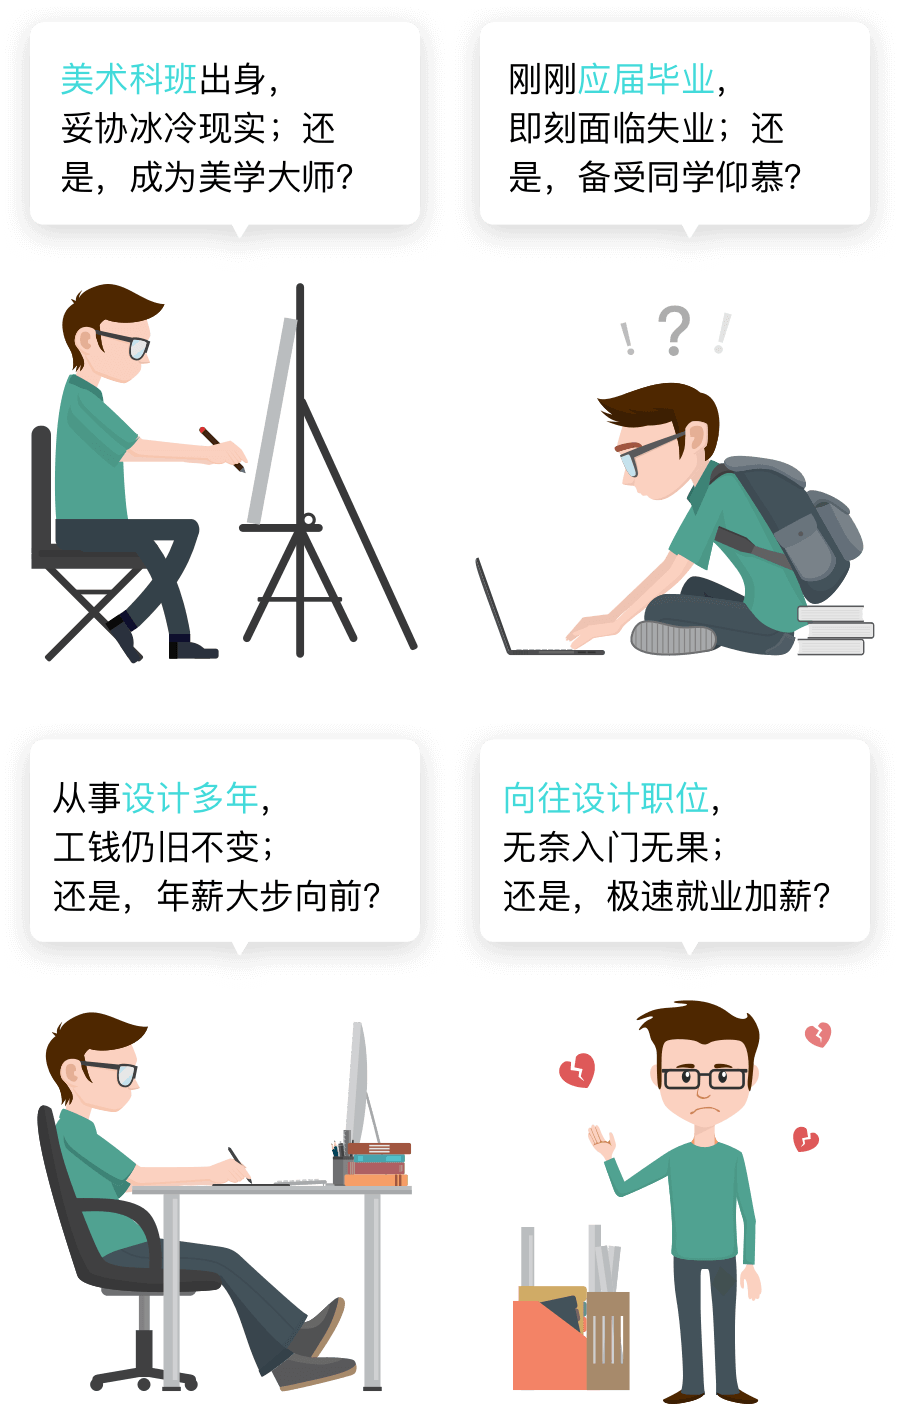 美术科班出身，
妥协冰冷现实；还
是，成为美学大师？
刚刚应届毕业，
即刻面临失业；还
是，备受同学仰慕？
! ? !
从事设计多年，
工钱仍旧不变；
还是，年薪大步向前？
向往设计职位，
无奈入门无果；
还是，极速就业加薪？